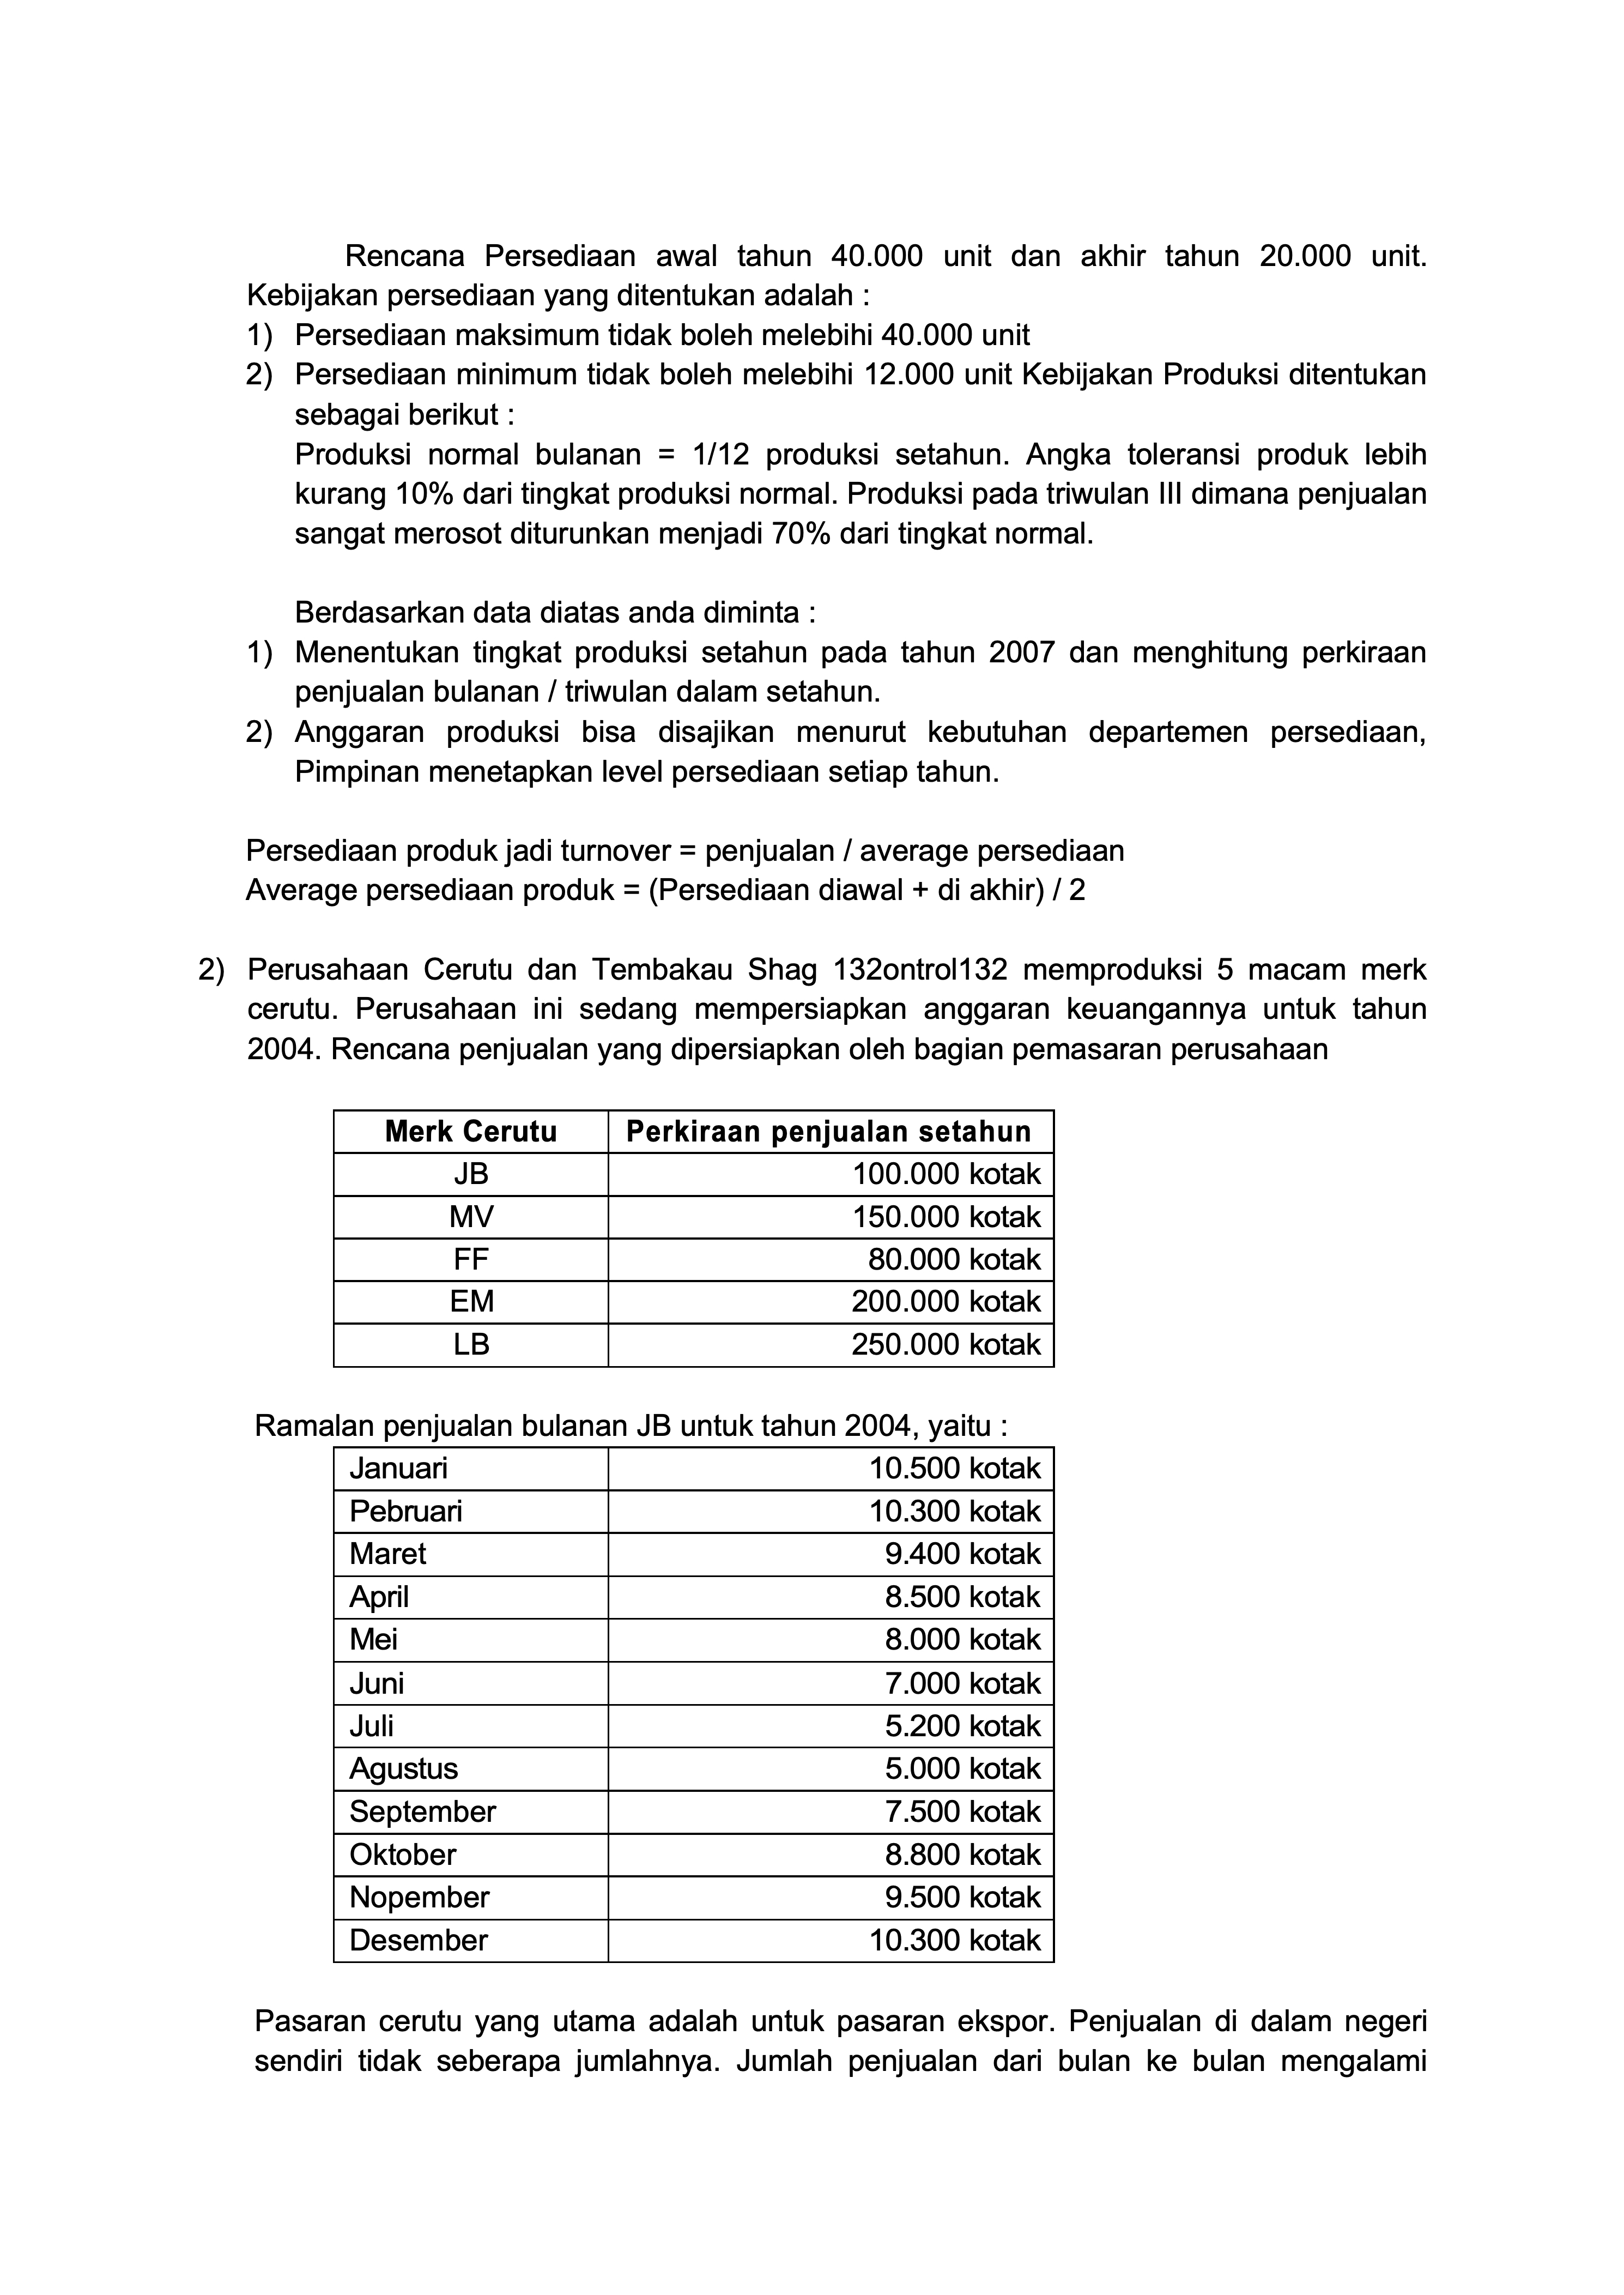 Rencana Persediaan awal tahun 40.000 unit dan akhir tahun 20.000 unit.
Kebijakan persediaan yang ditentukan adalah :
1) Persediaan maksimum tidak boleh melebihi 40.000 unit
2) Persediaan minimum tidak boleh melebihi 12.000 unit Kebijakan Produksi ditentukan
sebagai berikut :
Produksi normal bulanan = 1/12 produksi setahun. Angka toleransi produk lebih
kurang 10% dari tingkat produksi normal. Produksi pada triwulan III dimana penjualan
sangat merosot diturunkan menjadi 70% dari tingkat normal.
Berdasarkan data diatas anda diminta :
1) Menentukan tingkat produksi setahun pada tahun 2007 dan menghitung perkiraan
penjualan bulanan / triwulan dalam setahun.
2) Anggaran produksi bisa disajikan menurut kebutuhan departemen persediaan,
Pimpinan menetapkan level persediaan setiap tahun.
Persediaan produk jadi turnover = penjualan / average persediaan
Average persediaan produk = (Persediaan diawal + di akhir) / 2
2) Perusahaan Cerutu dan Tembakau Shag 132ontrol132 memproduksi 5 macam merk
cerutu. Perusahaan ini sedang mempersiapkan anggaran keuangannya untuk tahun
2004. Rencana penjualan yang dipersiapkan oleh bagian pemasaran perusahaan
Merk Cerutu Perkiraan penjualan setahun
JB 100.000 kotak
MV 150.000 kotak
FF 80.000 kotak
EM 200.000 kotak
LB 250.000 kotak
Ramalan penjualan bulanan JB untuk tahun 2004, yaitu :
Januari 10.500 kotak
Pebruari 10.300 kotak
Maret 9.400 kotak
April 8.500 kotak
Mei 8.000 kotak
Juni 7.000 kotak
Juli 5.200 kotak
Agustus 5.000 kotak
September 7.500 kotak
Oktober 8.800 kotak
Nopember 9.500 kotak
Desember 10.300 kotak
Pasaran cerutu yang utama adalah untuk pasaran ekspor. Penjualan di dalam negeri
sendiri tidak seberapa jumlahnya. Jumlah penjualan dari bulan ke bulan mengalami